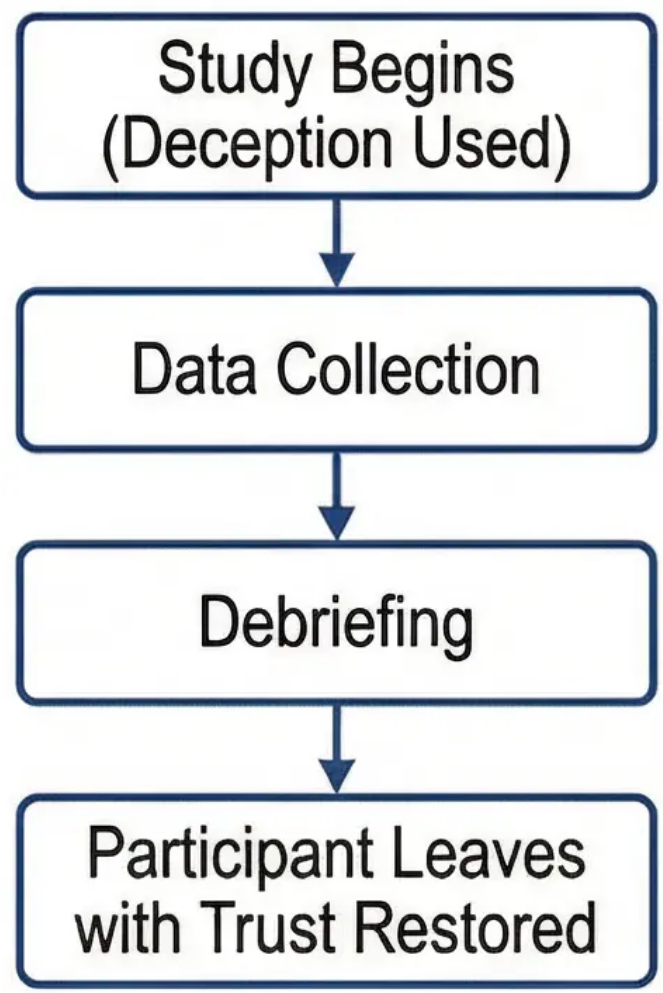 Study Begins
(Deception Used)
Data Collection
Debriefing
Participant Leaves
with Trust Restored